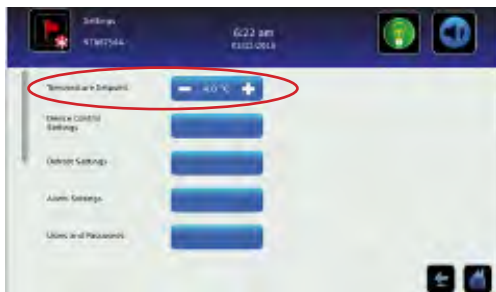 Settings
6:22 am
Temperature Setpoint
4.0 °C
Device Control
Settings
Defrost Settings
Alarm Settings
Users and Passwords